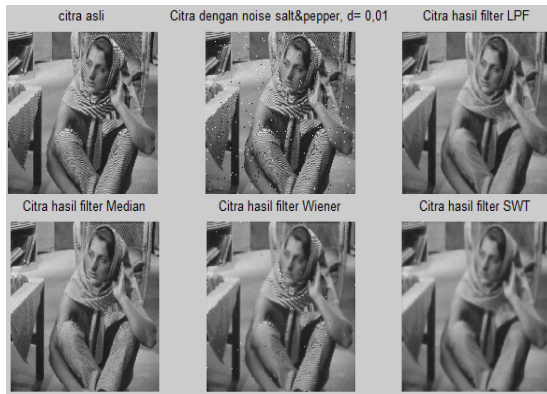 citra asli
Citra dengan noise salt&pepper, d= 0,01
Citra hasil filter LPF
Citra hasil filter Median
Citra hasil filter Wiener
Citra hasil filter SWT